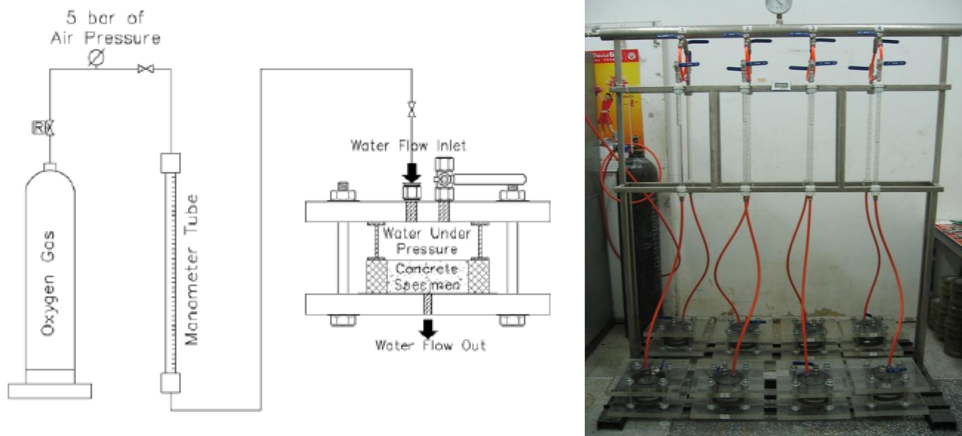 5 bar of
Air Pressure
R
Oxygen Gas
Manometer Tube
Water Flow Inlet
Water Under
Pressure
Concrete
Specimen
Water Flow Out